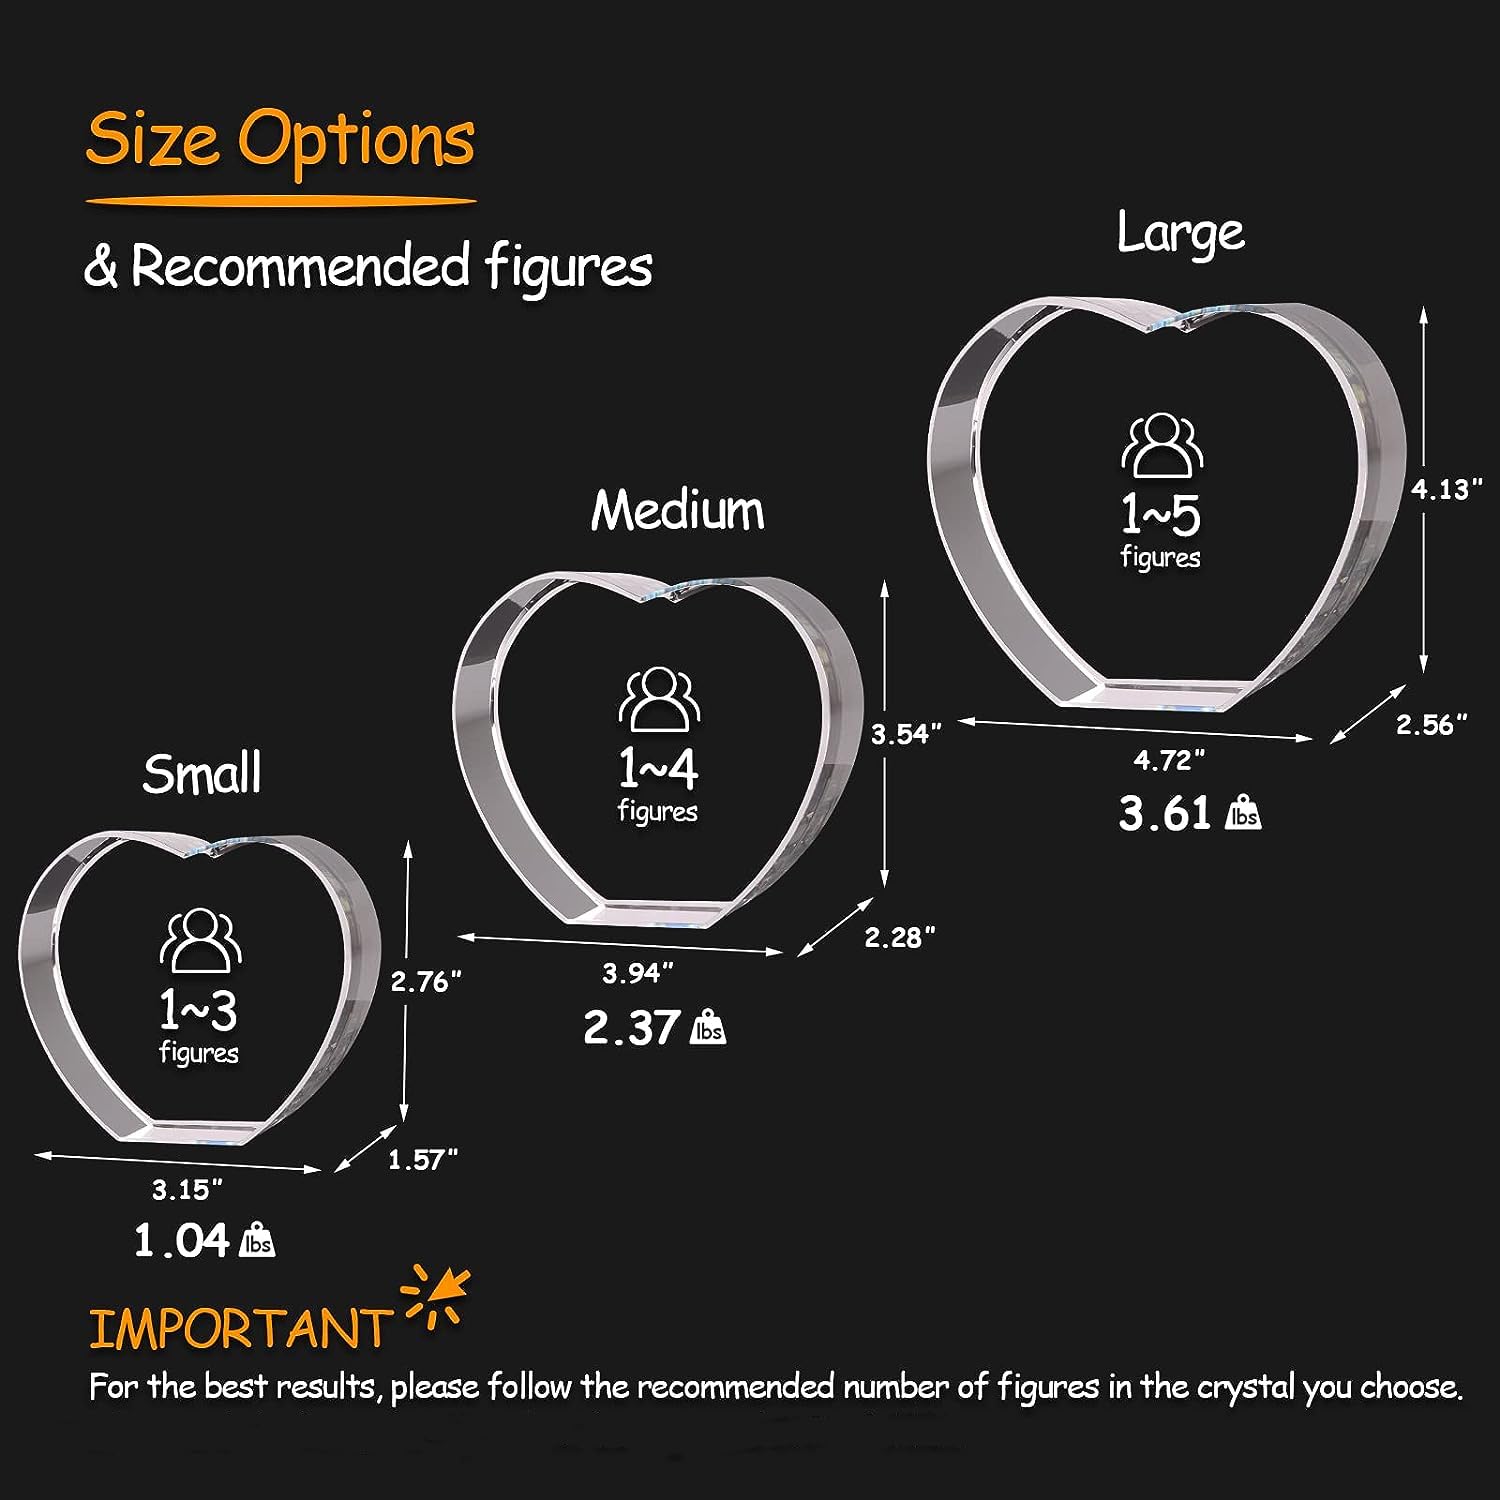 Size Options
& Recommended figures
Large
1~5
figures
4.13"
2.56"
4.72"
3.61 lbs
Medium
1~4
figures
3.54"
2.28"
3.94"
2.37 lbs
Small
1~3
figures
2.76"
1.57"
3.15"
1.04 lbs
IMPORTANT
For the best results, please follow the recommended number of figures in the crystal you choose.